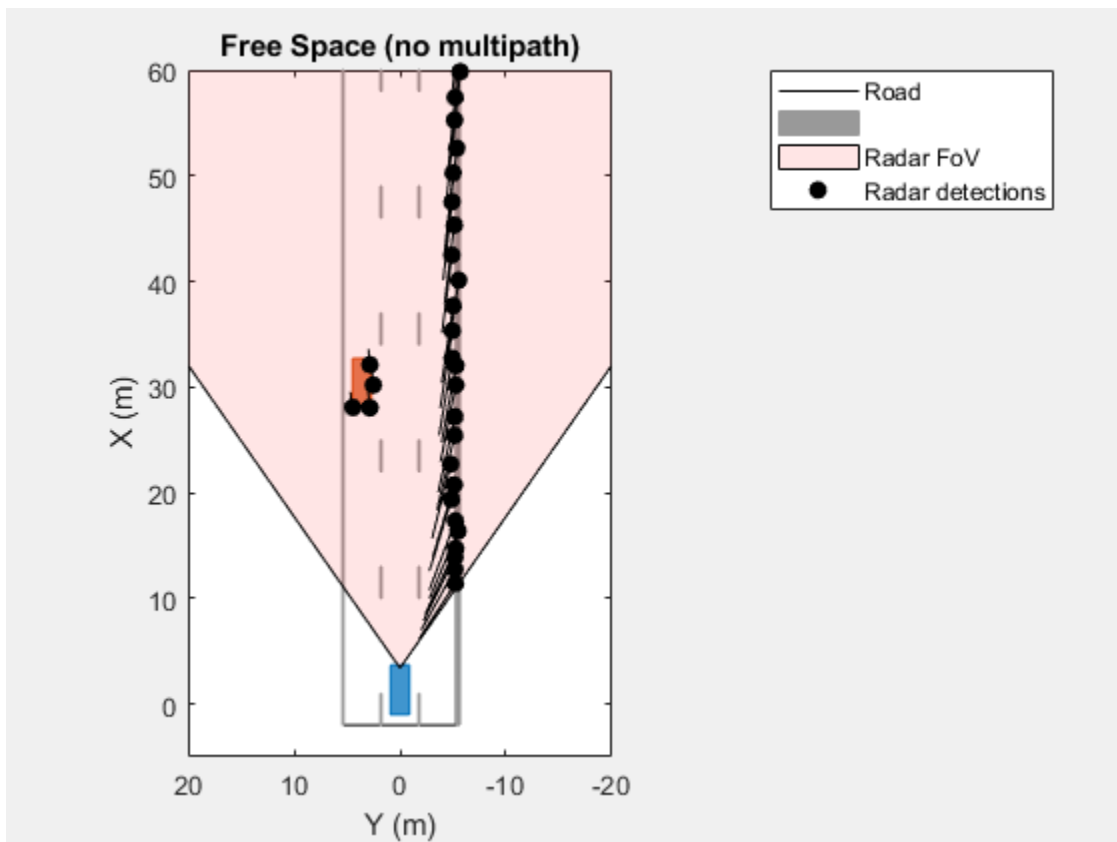 Free Space (no multipath)
60
50
40
30
20
10
0
X (m)
20 10 0 -10 -20
Y (m)
Road
Radar FoV
Radar detections